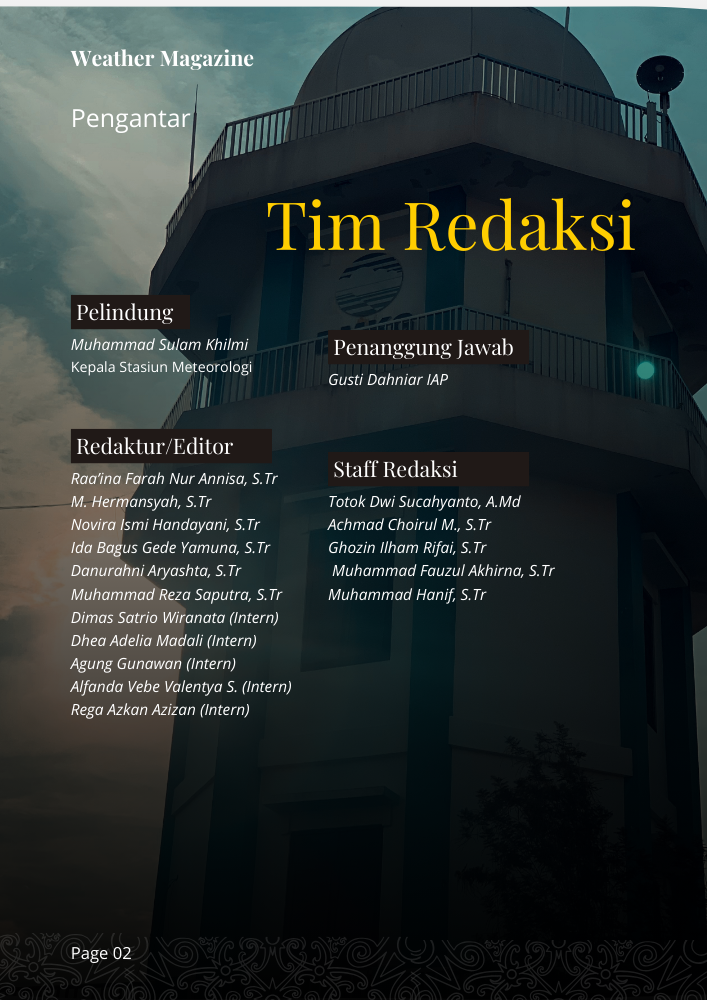 Weather Magazine
Pengantar
Tim Redaksi
Pelindung
Muhammad Sulam Khilmi
Kepala Stasiun Meteorologi
Penanggung Jawab
Gusti Dahniar IAP
Redaktur/Editor
Raa'ina Farah Nur Annisa, S.Tr
M. Hermansyah, S.Tr
Novira Ismi Handayani, S.Tr
Ida Bagus Gede Yamuna, S.Tr
Danurahni Aryashta, S.Tr
Muhammad Reza Saputra, S.Tr
Dimas Satrio Wiranata (Intern)
Dhea Adelia Madali (Intern)
Agung Gunawan (Intern)
Alfanda Vebe Valentya S. (Intern)
Rega Azkan Azizan (Intern)
Staff Redaksi
Totok Dwi Sucahyanto, A.Md
Achmad Choirul M., S.Tr
Ghozin Ilham Rifai, S.Tr
Muhammad Fauzul Akhirna, S.Tr
Muhammad Hanif, S.Tr
Page 02